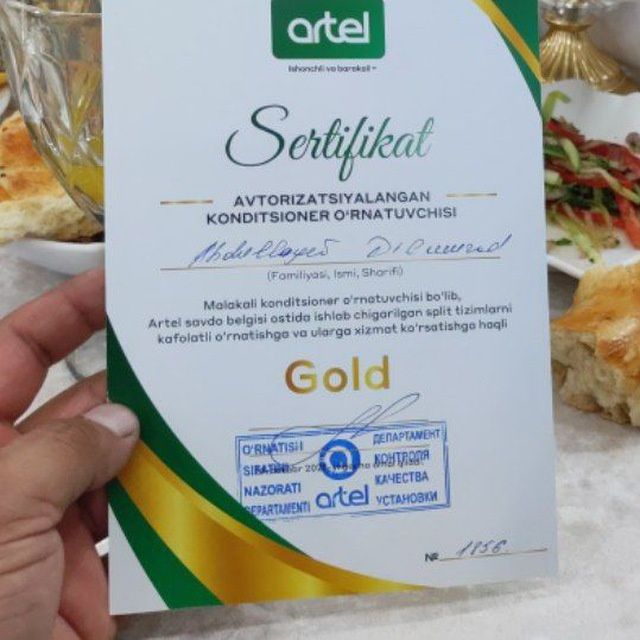 artel
Ishonchli va barakali
Sertifikat
AVTORIZATSIYALANGAN
KONDITSIONER O'RNATUVCHISI
(Familiyasi, Ismi, Sharifi)
Malakali konditsioner o'rnatuvchisi bo'lib,
Artel savdo belgisi ostida ishlab chiqarilgan split tizimlarni
kafolatli o'rnatishga va ularga xizmat ko'rsatishga haqli
Gold
O'RNATISH ДЕПАРТАМЕНТ
КОНТРОЛЯ
NAZORATI КАЧЕСТВА
DEPARTAMENTI artel УСТАНОВКИ
№ 1856